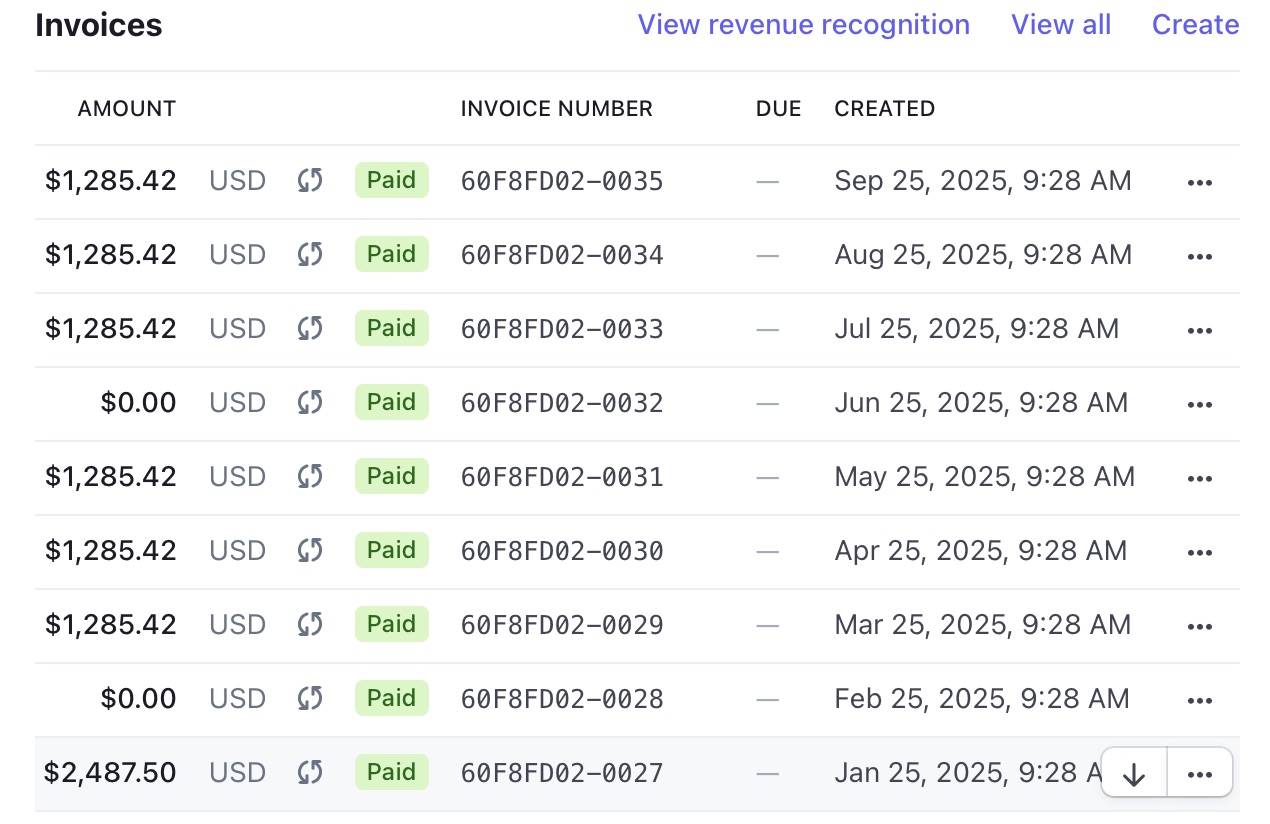 Invoices View revenue recognition View all Create
AMOUNT INVOICE NUMBER DUE CREATED
$1,285.42 USD Paid 60F8FD02–0035 — Sep 25, 2025, 9:28 AM
$1,285.42 USD Paid 60F8FD02–0034 — Aug 25, 2025, 9:28 AM
$1,285.42 USD Paid 60F8FD02–0033 — Jul 25, 2025, 9:28 AM
$0.00 USD Paid 60F8FD02–0032 — Jun 25, 2025, 9:28 AM
$1,285.42 USD Paid 60F8FD02–0031 — May 25, 2025, 9:28 AM
$1,285.42 USD Paid 60F8FD02–0030 — Apr 25, 2025, 9:28 AM
$1,285.42 USD Paid 60F8FD02–0029 — Mar 25, 2025, 9:28 AM
$0.00 USD Paid 60F8FD02–0028 — Feb 25, 2025, 9:28 AM
$2,487.50 USD Paid 60F8FD02–0027 — Jan 25, 2025, 9:28